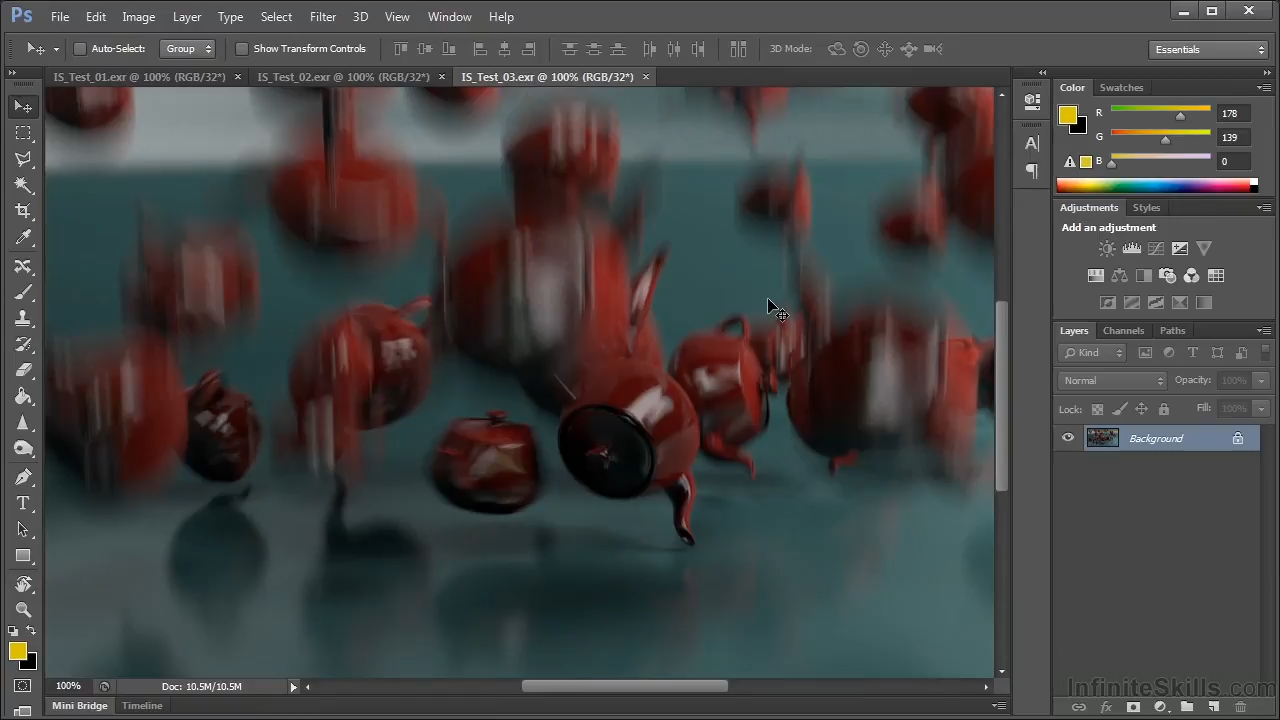 Ps File Edit Image Layer Type Select Filter 3D View Window Help
Auto-Select: Group Show Transform Controls 3D Mode: Essentials
IS_Test_01.exr @ 100% (RGB/32*) × IS_Test_02.exr @ 100% (RGB/32*) × IS_Test_03.exr @ 100% (RGB/32*) ×
Color Swatches
R 178
G 139
B 0
Adjustments Styles
Add an adjustment
Layers Channels Paths
Kind
Normal Opacity: 100%
Lock: Fill: 100%
Background
100% Doc: 10.5M/10.5M
InfiniteSkills.com
Mini Bridge Timeline